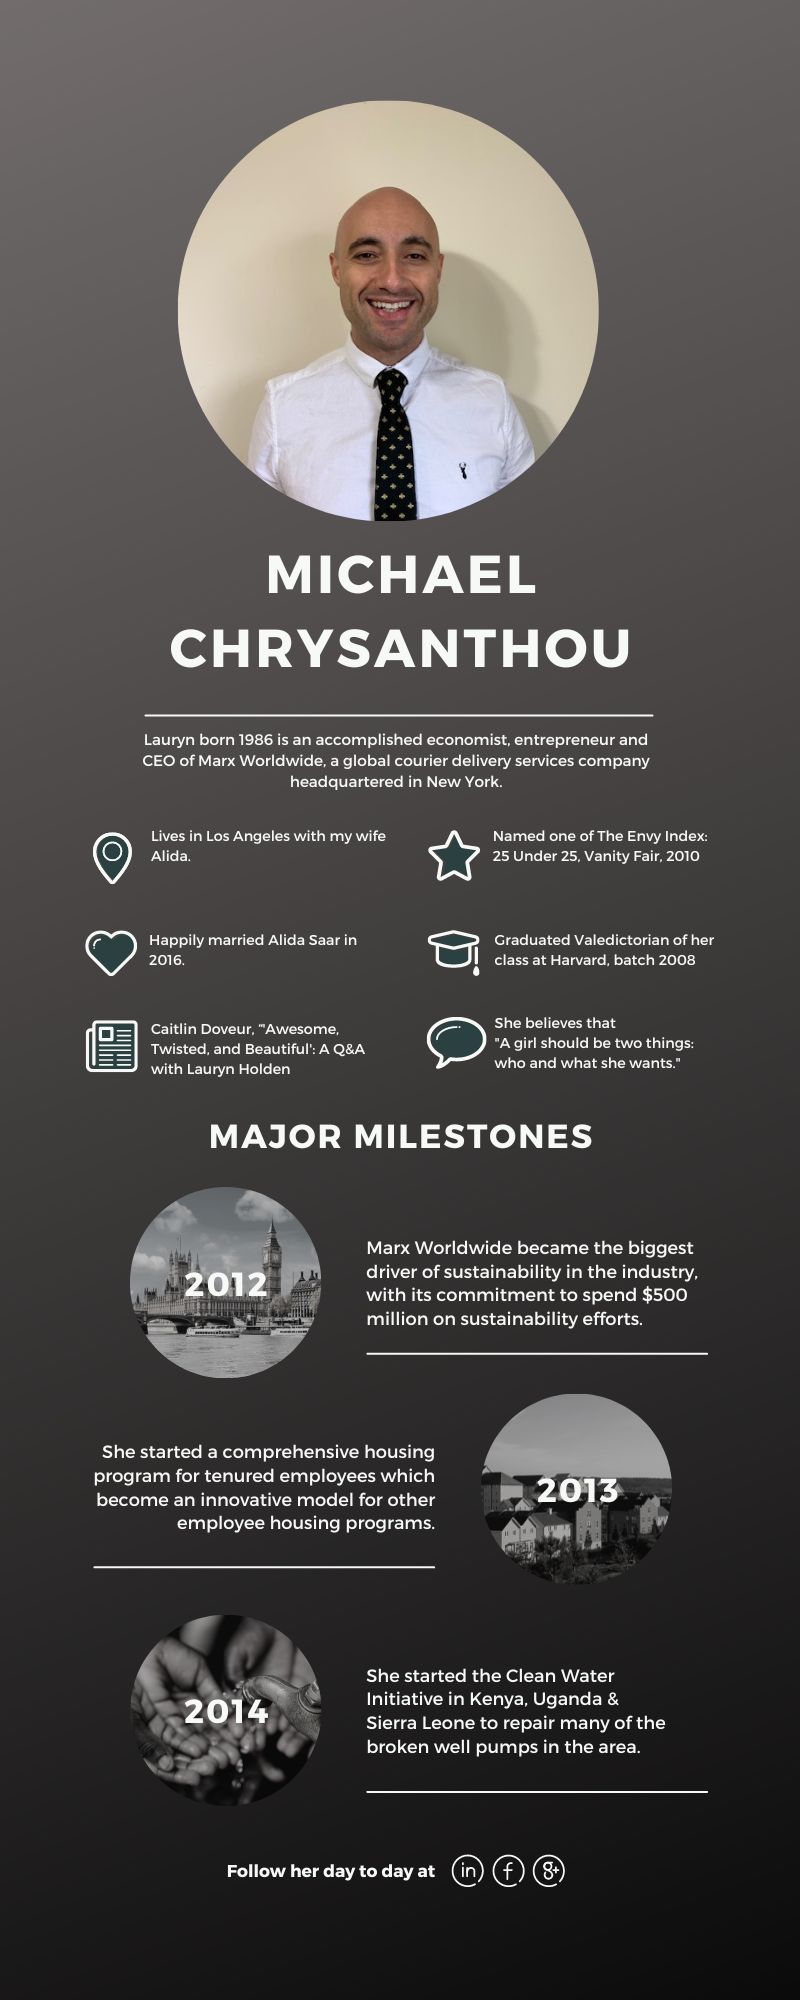 MICHAEL
CHRYSANTHOU
Lauryn born 1986 is an accomplished economist, entrepreneur and
CEO of Marx Worldwide, a global courier delivery services company
headquartered in New York.
Lives in Los Angeles with my wife
Alida.
Named one of The Envy Index:
25 Under 25, Vanity Fair, 2010
Happily married Alida Saar in
2016.
Graduated Valedictorian of her
class at Harvard, batch 2008
Caitlin Doveur, "'Awesome,
Twisted, and Beautiful': A Q&A
with Lauryn Holden
She believes that
"A girl should be two things:
who and what she wants."
MAJOR MILESTONES
2012
Marx Worldwide became the biggest
driver of sustainability in the industry,
with its commitment to spend $500
million on sustainability efforts.
She started a comprehensive housing
program for tenured employees which
become an innovative model for other
employee housing programs.
2013
2014
She started the Clean Water
Initiative in Kenya, Uganda &
Sierra Leone to repair many of the
broken well pumps in the area.
Follow her day to day at in f g+